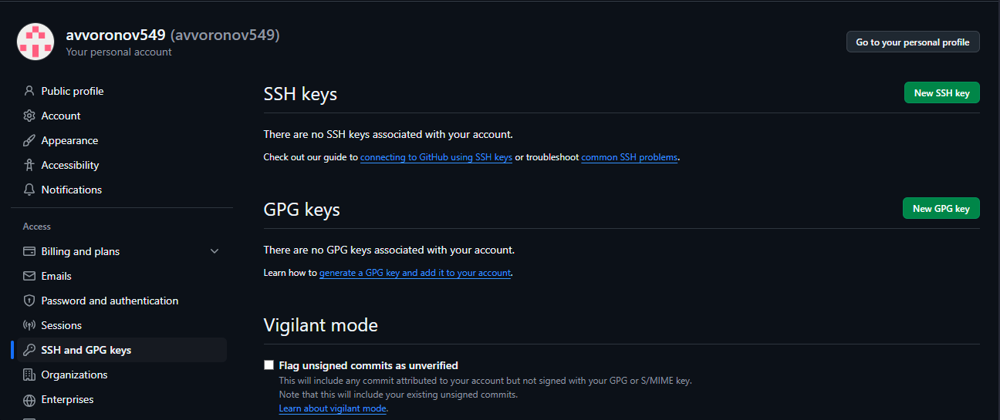 avvoronov549 (avvoronov549)
Your personal account
Go to your personal profile
Public profile
Account
Appearance
Accessibility
Notifications
Access
Billing and plans
Emails
Password and authentication
Sessions
SSH and GPG keys
Organizations
Enterprises
SSH keys
New SSH key
There are no SSH keys associated with your account.
Check out our guide to connecting to GitHub using SSH keys or troubleshoot common SSH problems.
GPG keys
New GPG key
There are no GPG keys associated with your account.
Learn how to generate a GPG key and add it to your account.
Vigilant mode
Flag unsigned commits as unverified
This will include any commit attributed to your account but not signed with your GPG or S/MIME key.
Note that this will include your existing unsigned commits.
Learn about vigilant mode.